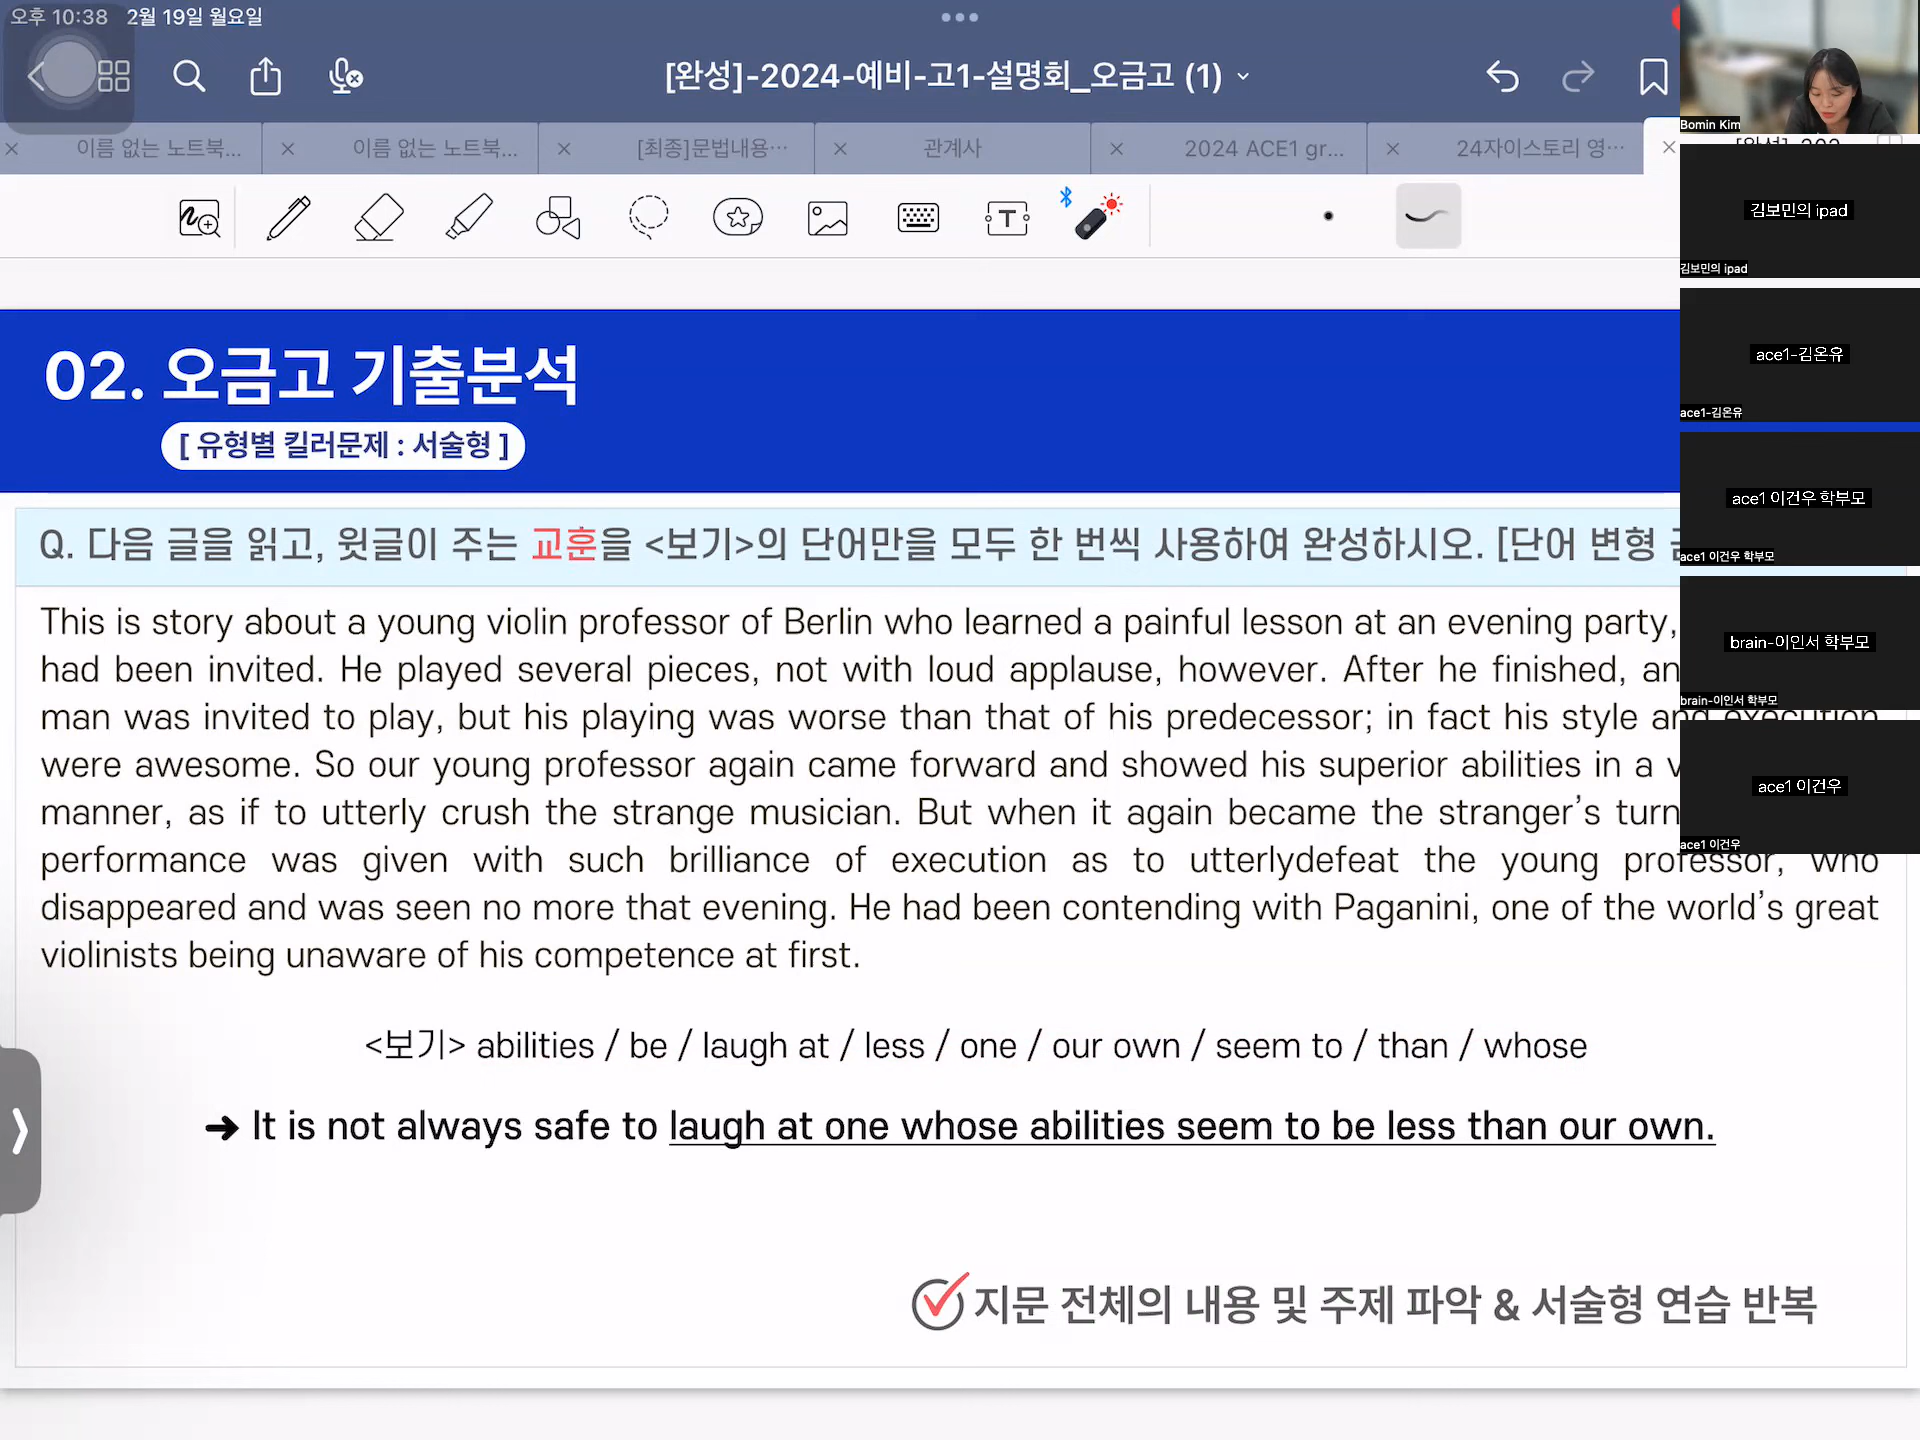 오후 10:38 2월 19일 월요일
[완성]-2024-예비-고1-설명회_오금고 (1)
이름 없는 노트북...
이름 없는 노트북...
[최종]문법내용...
관계사
2024 ACE1 gr...
24자이스토리 영...
02. 오금고 기출분석
[ 유형별 킬러문제 : 서술형 ]
Q. 다음 글을 읽고, 윗글이 주는 교훈을 <보기>의 단어만을 모두 한 번씩 사용하여 완성하시오. [단어 변형
This is story about a young violin professor of Berlin who learned a painful lesson at an evening party,
had been invited. He played several pieces, not with loud applause, however. After he finished,
man was invited to play, but his playing was worse than that of his predecessor; in fact his style and execution
were awesome. So our young professor again came forward and showed his superior abilities in a
manner, as if to utterly crush the strange musician. But when it again became the stranger's turn
performance was given with such brilliance of execution as to utterlydefeat the young professor, who
disappeared and was seen no more that evening. He had been contending with Paganini, one of the world's great
violinists being unaware of his competence at first.
<보기> abilities / be / laugh at / less / one / our own / seem to / than / whose
➔ It is not always safe to laugh at one whose abilities seem to be less than our own.
지문 전체의 내용 및 주제 파악 & 서술형 연습 반복
Bomin Kim
김보민의 ipad
김보민의 ipad
ace1-김온유
ace1-김온유
ace1 이건우 학부모
ace1 이건우 학부모
brain-이인서 학부모
brain-이인서 학부모
ace1 이건우
ace1 이건우